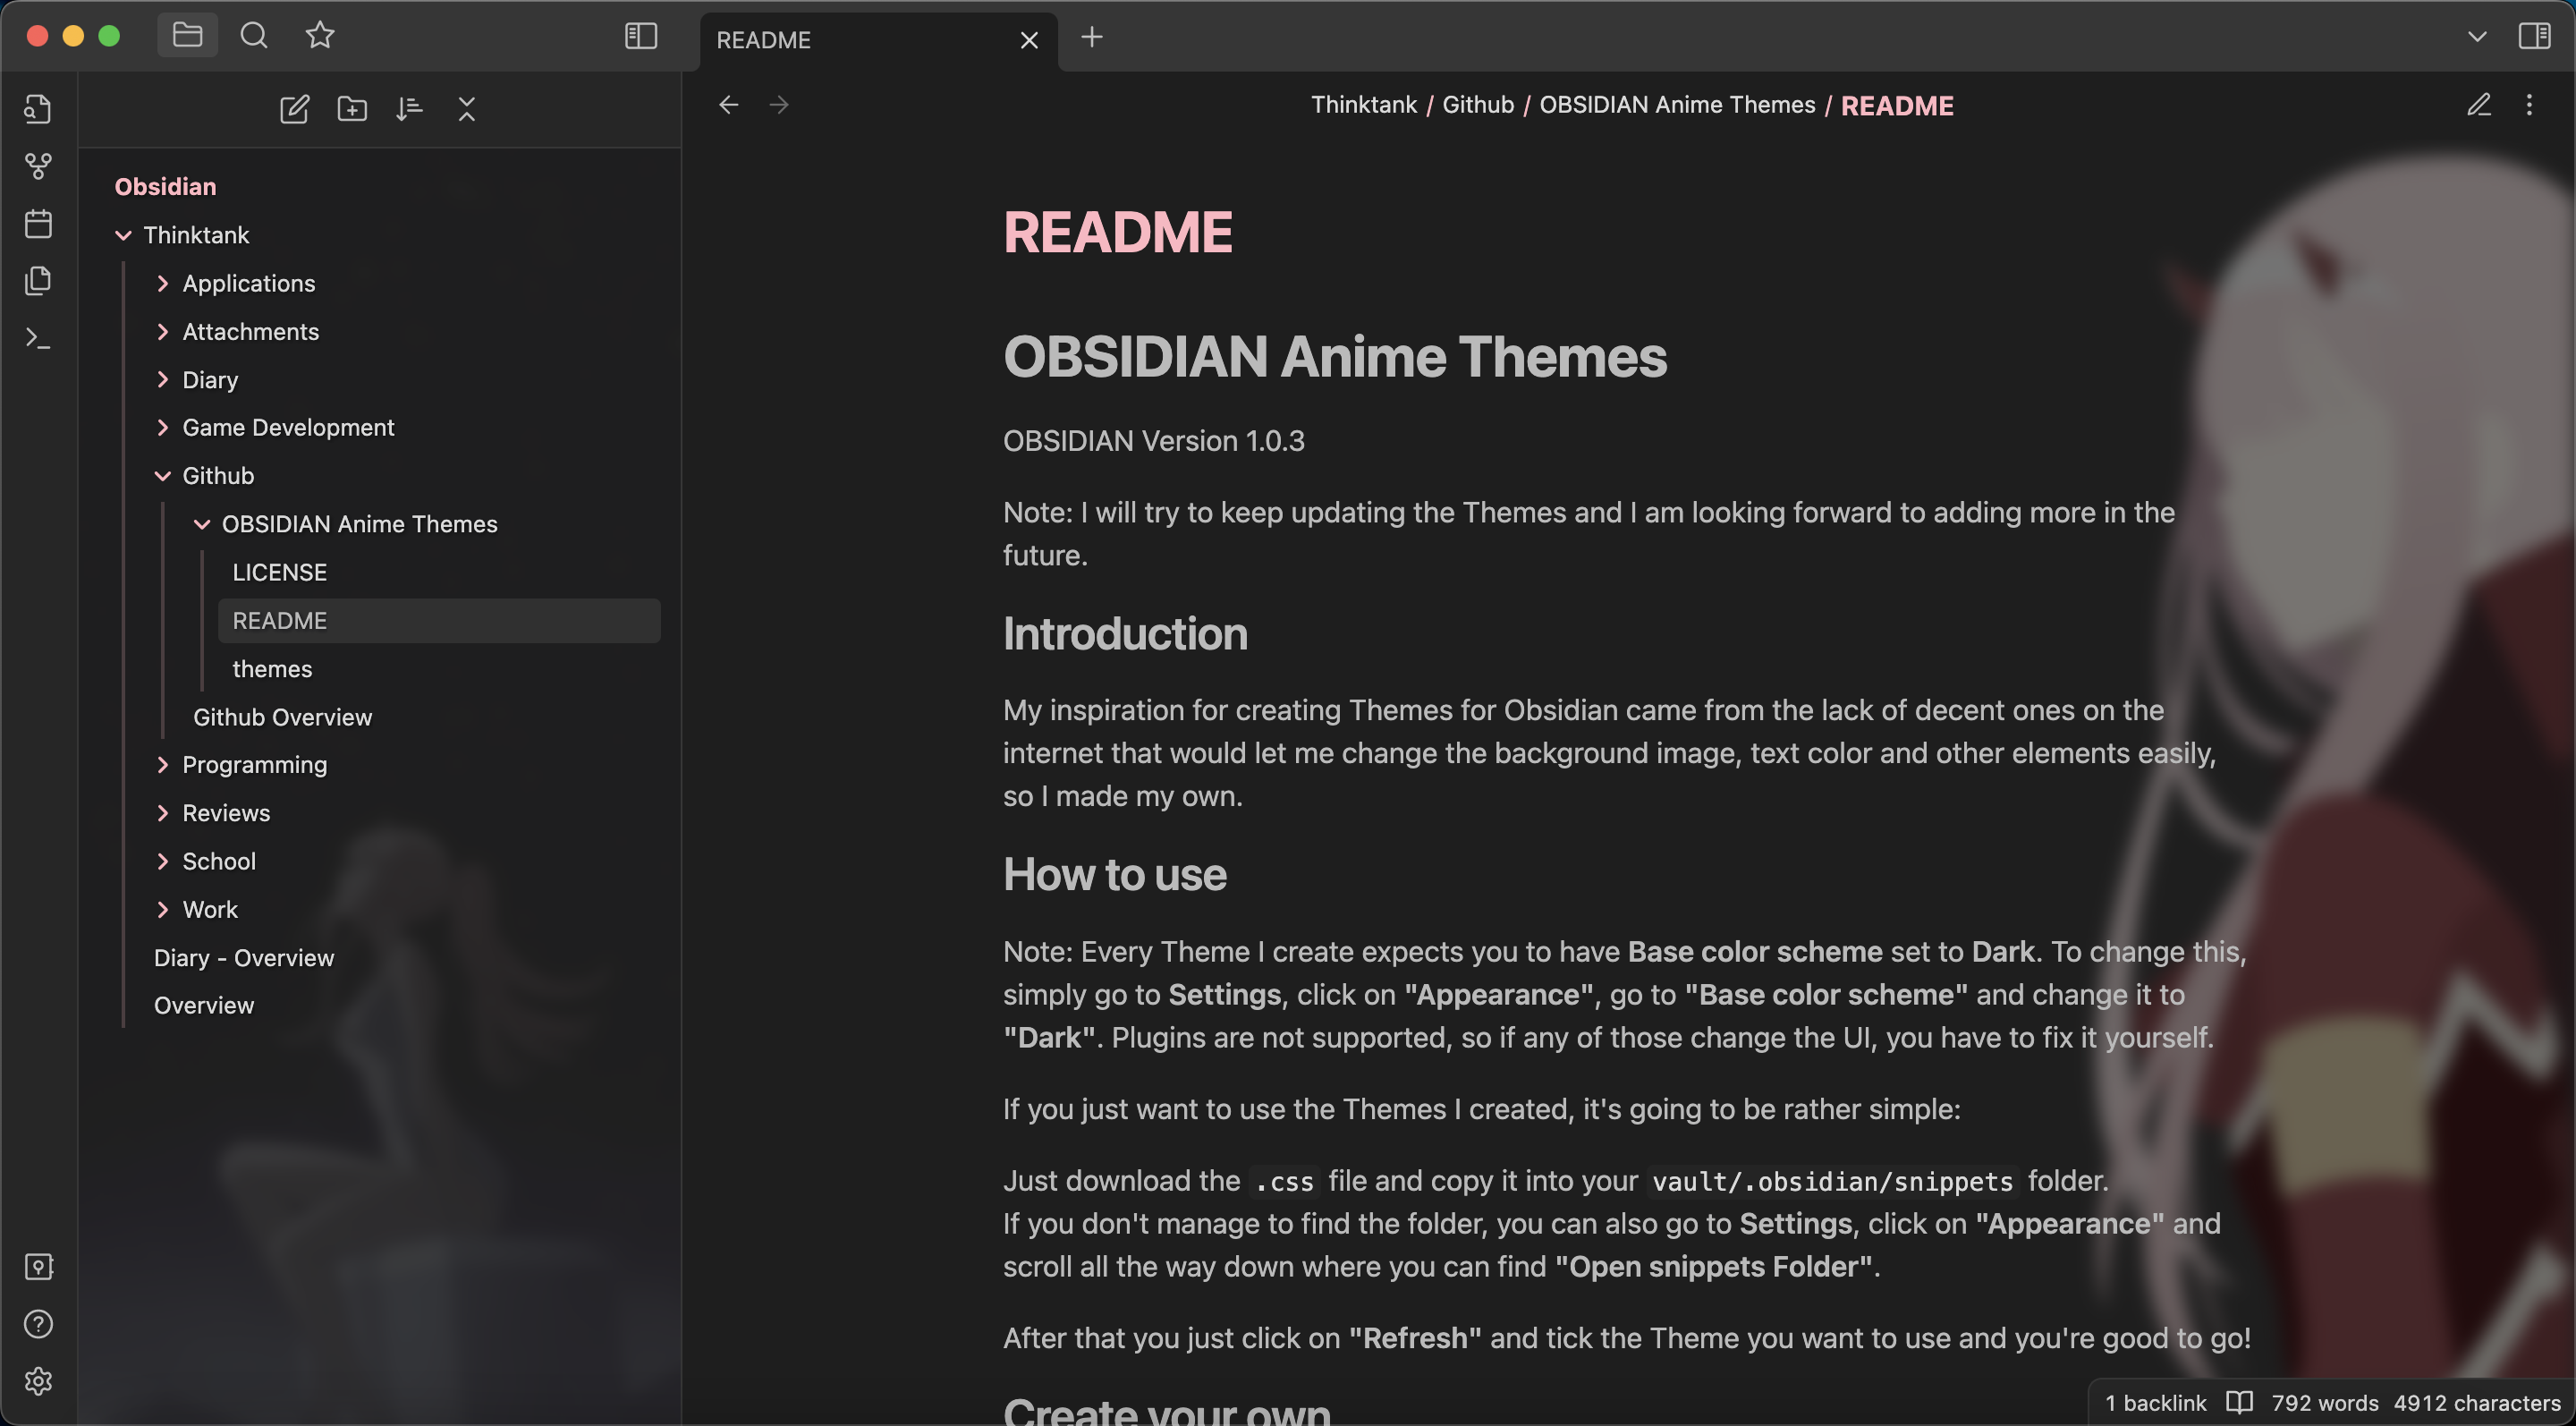 README
Thinktank / Github / OBSIDIAN Anime Themes / README
Obsidian
Thinktank
Applications
Attachments
Diary
Game Development
Github
OBSIDIAN Anime Themes
LICENSE
README
themes
Github Overview
Programming
Reviews
School
Work
Diary - Overview
Overview
README
OBSIDIAN Anime Themes
OBSIDIAN Version 1.0.3
Note: I will try to keep updating the Themes and I am looking forward to adding more in the
future.
Introduction
My inspiration for creating Themes for Obsidian came from the lack of decent ones on the
internet that would let me change the background image, text color and other elements easily,
so I made my own.
How to use
Note: Every Theme I create expects you to have Base color scheme set to Dark. To change this,
simply go to Settings, click on "Appearance", go to "Base color scheme" and change it to
"Dark". Plugins are not supported, so if any of those change the UI, you have to fix it yourself.
If you just want to use the Themes I created, it's going to be rather simple:
Just download the .css file and copy it into your vault/.obsidian/snippets folder.
If you don't manage to find the folder, you can also go to Settings, click on "Appearance" and
scroll all the way down where you can find "Open snippets Folder".
After that you just click on "Refresh" and tick the Theme you want to use and you're good to go!
Create your own
1 backlink 792 words 4912 characters